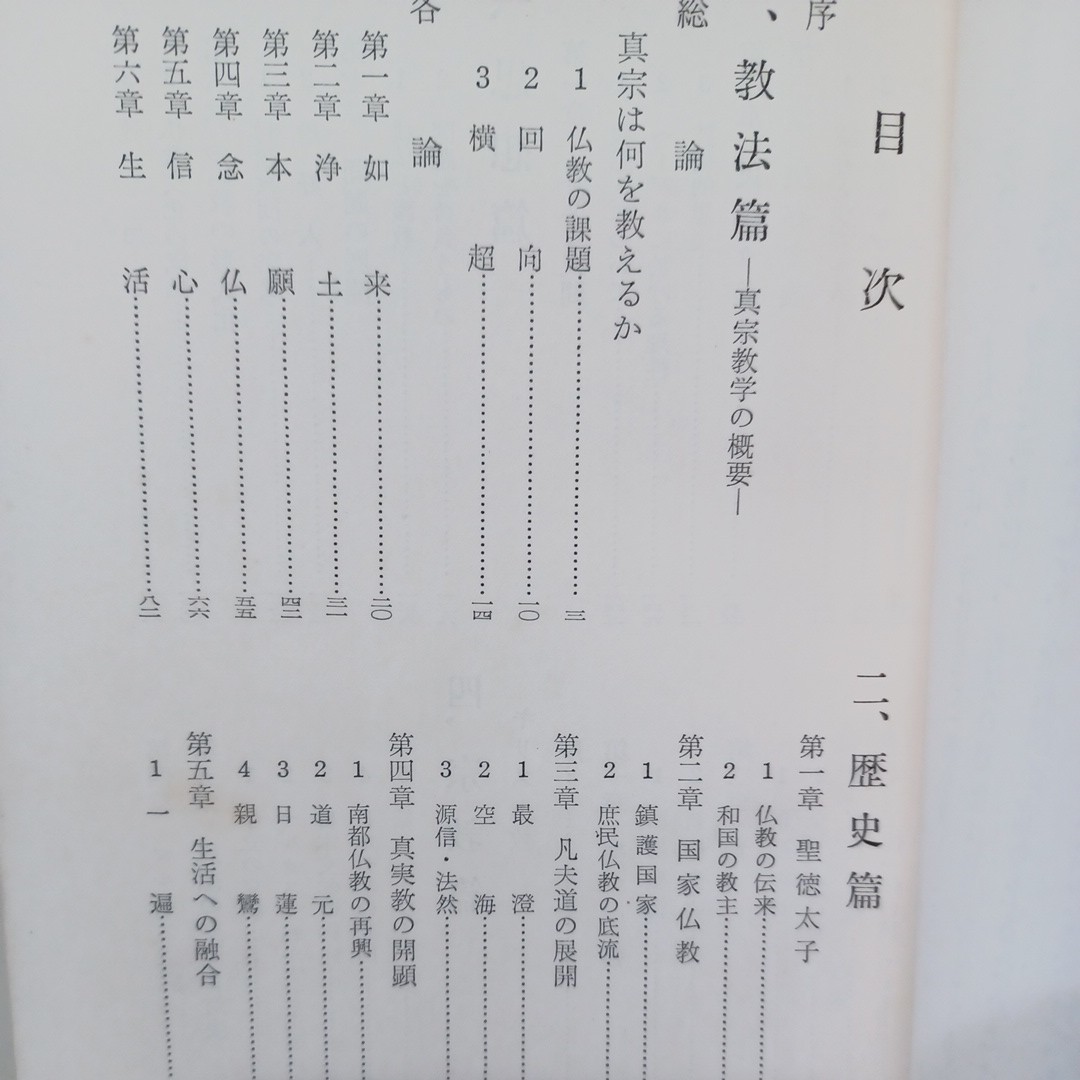 目次
序
、教法篇 ―真宗教学の概要―
総論
真宗は何を教えるか
1 仏教の課題……三
2 回向……一〇
3 横超……一四
各論
第一章 如来……二〇
第二章 浄土……三一
第三章 本願……四二
第四章 念仏……五五
第五章 信心……六六
第六章 生活……八二
二、歴史篇
第一章 聖徳太子
1 仏教の伝来……
2 和国の教主……
第二章 国家仏教
1 鎮護国家……
2 庶民仏教の底流……
第三章 凡夫道の展開
1 最澄……
2 空海……
3 源信・法然……
第四章 真実教の開顕
1 南都仏教の再興……
2 道元……
3 日蓮……
4 親鸞……
第五章 生活への融合
1 一遍……